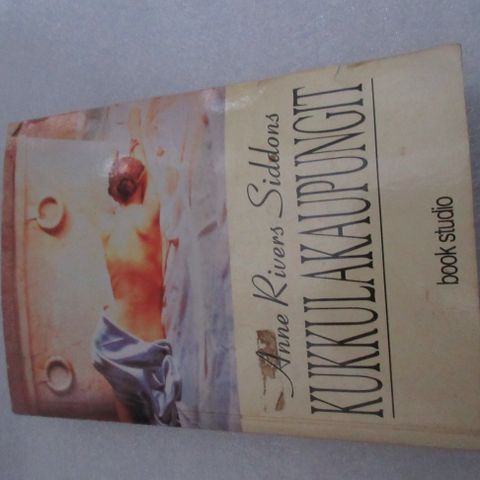 Anne Rivers Siddons
KUKKULAKAUPUNGIT
book studio